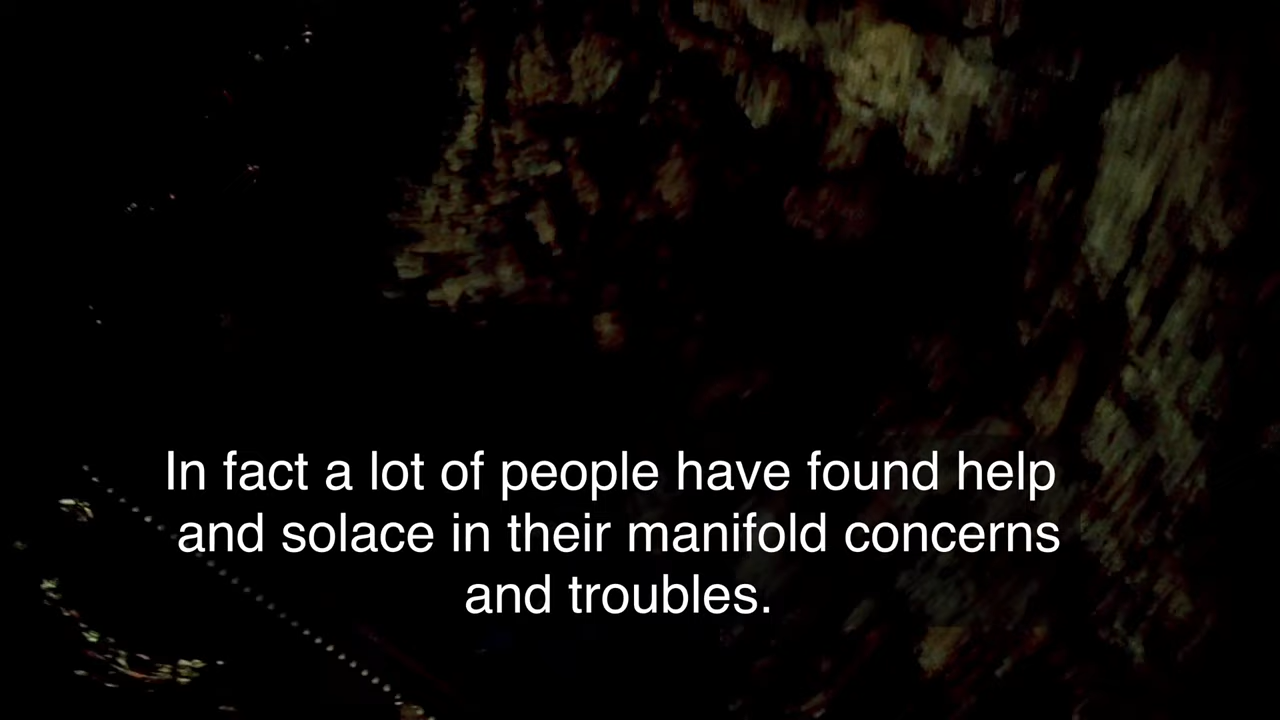 In fact a lot of people have found help
and solace in their manifold concerns
and troubles.